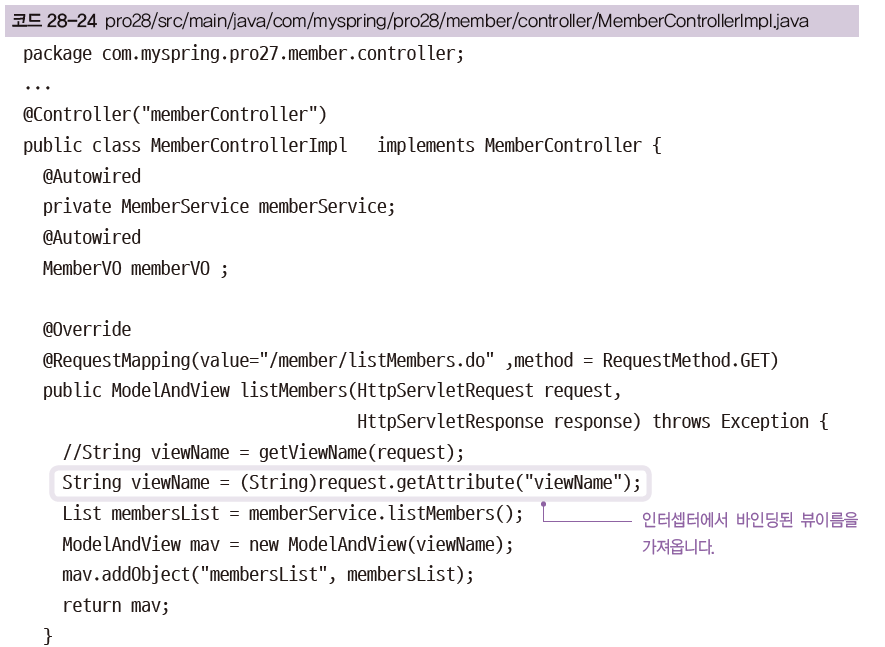 코드 28-24 pro28/src/main/java/com/myspring/pro28/member/controller/MemberControllerImpl.java
package com.myspring.pro27.member.controller;
...
@Controller("memberController")
public class MemberControllerImpl   implements MemberController {
  @Autowired
  private MemberService memberService;
  @Autowired
  MemberVO memberVO ;

  @Override
  @RequestMapping(value="/member/listMembers.do" ,method = RequestMethod.GET)
  public ModelAndView listMembers(HttpServletRequest request,
                                  HttpServletResponse response) throws Exception {
    //String viewName = getViewName(request);
    String viewName = (String)request.getAttribute("viewName");
    List membersList = memberService.listMembers();
인터셉터에서 바인딩된 뷰이름을
가져옵니다.
    ModelAndView mav = new ModelAndView(viewName);
    mav.addObject("membersList", membersList);
    return mav;
  }